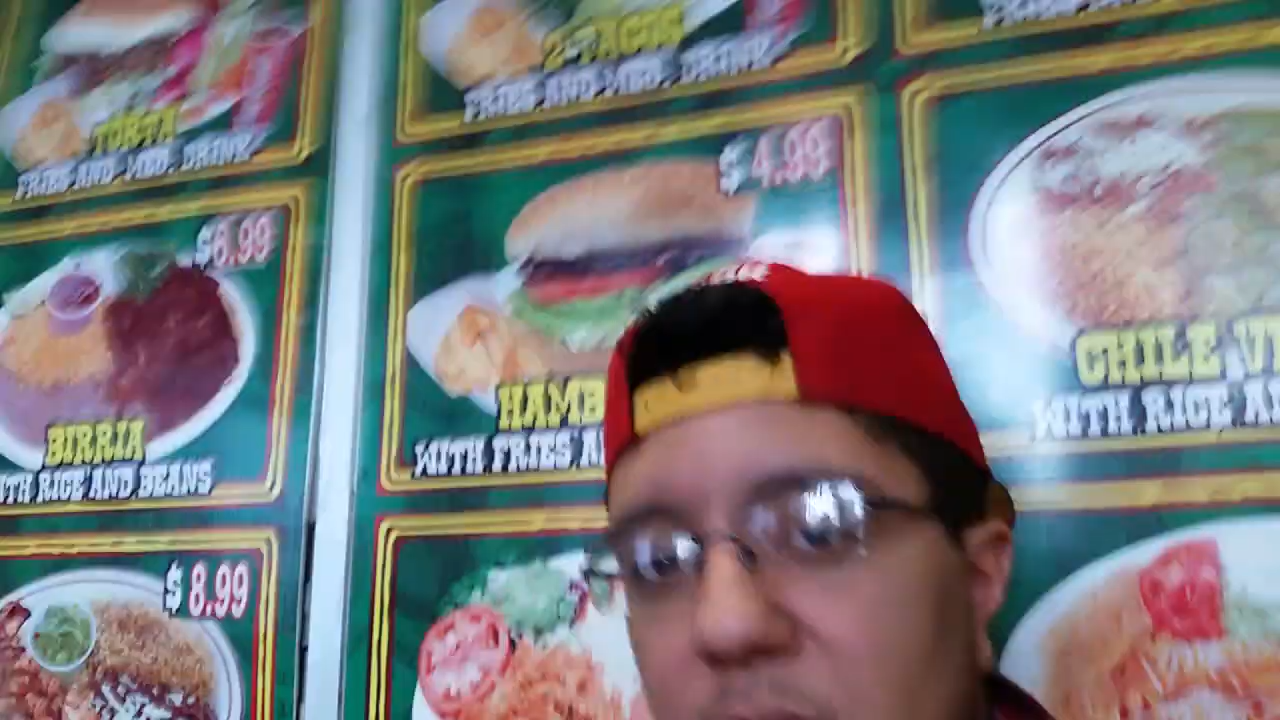 TORTA
FRIES AND MED. DRINK
2-TACOS
FRIES AND MED. DRINK
$6.99
BIRRIA
RICE AND BEANS
$4.99
HAMB
WITH FRIES
CHILE
WITH RICE
$8.99